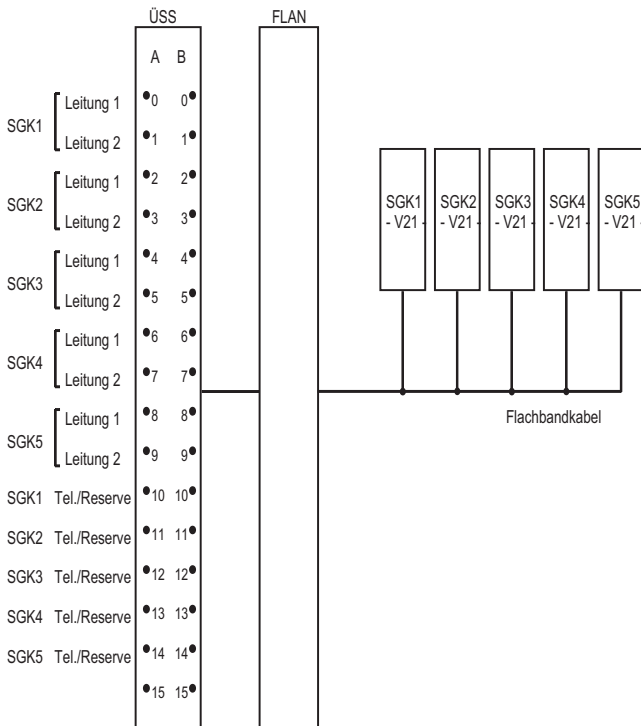 ÜSS FLAN
A B
SGK1 Leitung 1 0 0
Leitung 2 1 1
SGK2 Leitung 1 2 2
Leitung 2 3 3
SGK3 Leitung 1 4 4
Leitung 2 5 5
SGK4 Leitung 1 6 6
Leitung 2 7 7
SGK5 Leitung 1 8 8
Leitung 2 9 9
SGK1 Tel./Reserve 10 10
SGK2 Tel./Reserve 11 11
SGK3 Tel./Reserve 12 12
SGK4 Tel./Reserve 13 13
SGK5 Tel./Reserve 14 14
15 15
SGK1 SGK2 SGK3 SGK4 SGK5
- V21 - - V21 - - V21 - - V21 - - V21 -
Flachbandkabel